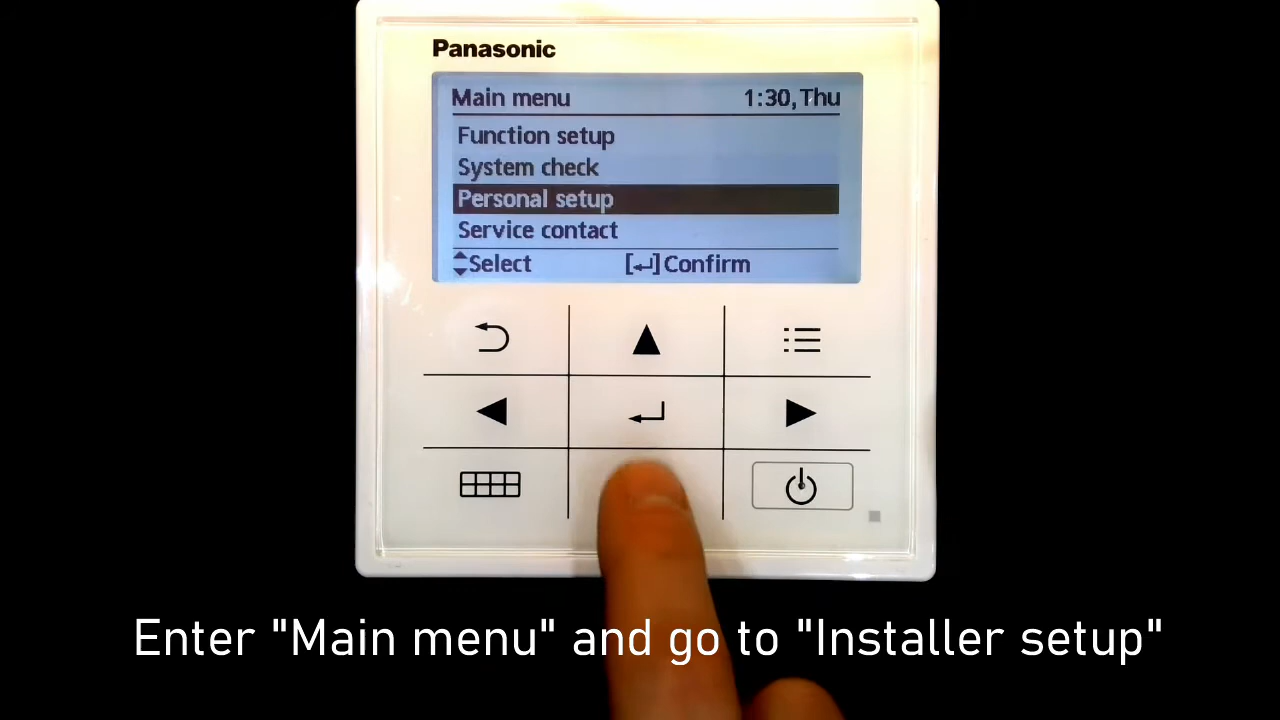 Panasonic
Main menu 1:30,Thu
Function setup
System check
Personal setup
Service contact
Select [↵]Confirm
Enter "Main menu" and go to "Installer setup"